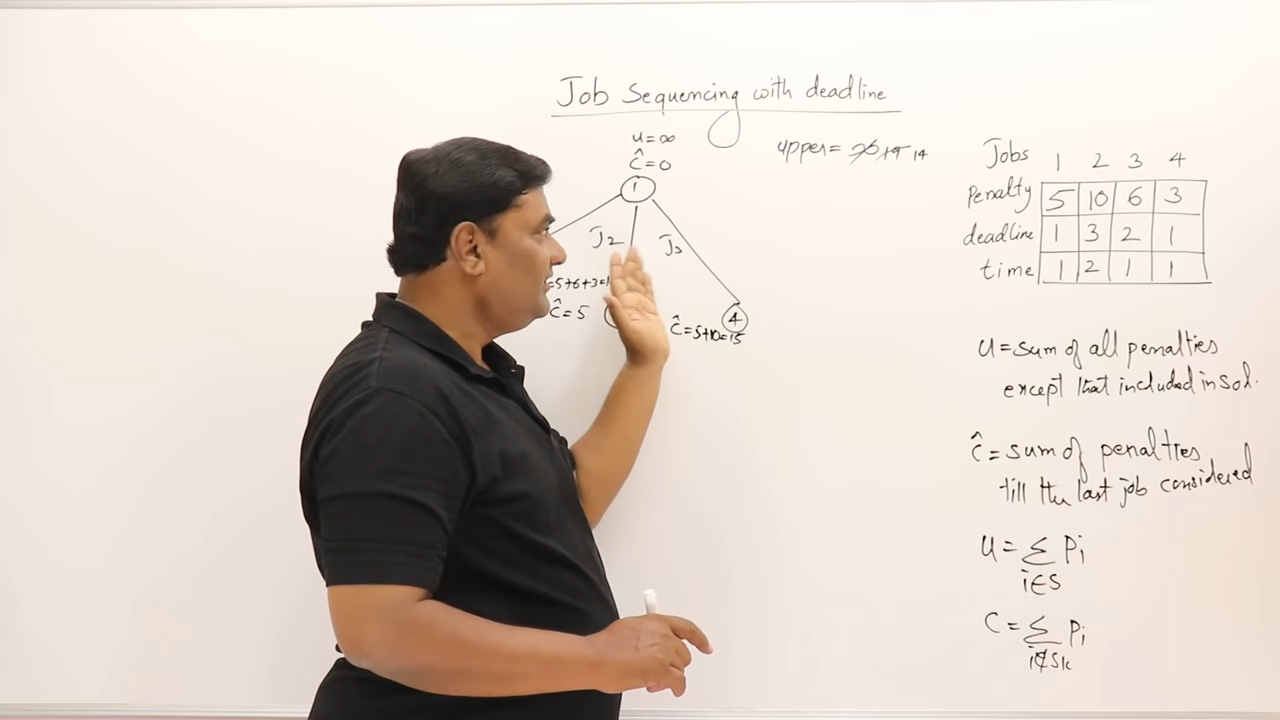 Job Sequencing with deadline
u=∞
Ĉ=0
1
upper= 14
J2
J3
=5+6+3=1
Ĉ=5
4
Ĉ=5+10=15
Jobs 1 2 3 4
Penalty 5 10 6 3
deadline 1 3 2 1
time 1 2 1 1
U=sum of all penalties
except that included in sol.
ĉ=sum of penalties
till the last job considered
U=Σ Pi
i∈S
C=Σ Pi
i∉Sk